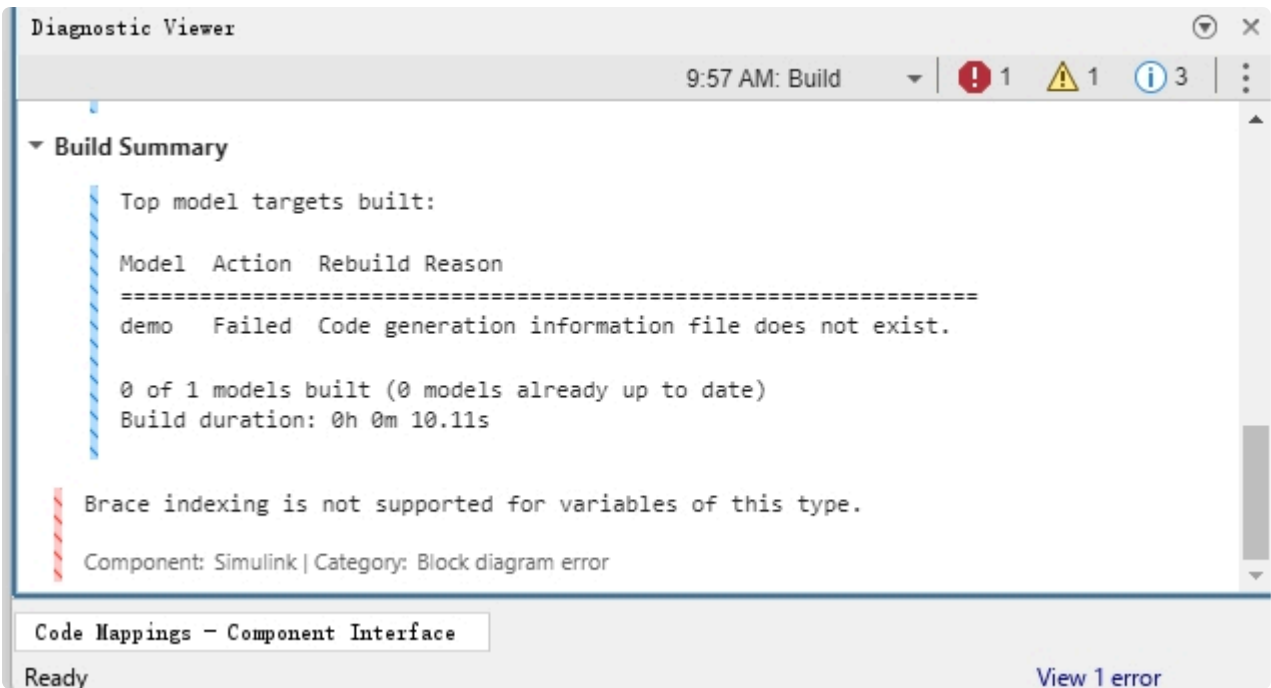 Diagnostic Viewer
9:57 AM: Build 1 1 3
Build Summary
Top model targets built:
Model Action Rebuild Reason
=================================================================
demo Failed Code generation information file does not exist.
0 of 1 models built (0 models already up to date)
Build duration: 0h 0m 10.11s
Brace indexing is not supported for variables of this type.
Component: Simulink | Category: Block diagram error
Code Mappings - Component Interface
Ready View 1 error